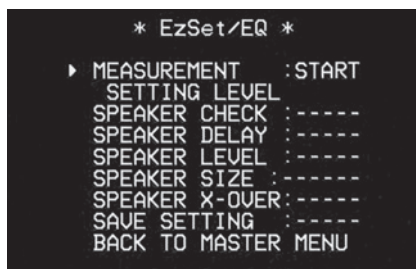 * EzSet/EQ *
▶ MEASUREMENT :START
SETTING LEVEL
SPEAKER CHECK :-----
SPEAKER DELAY :-----
SPEAKER LEVEL :-----
SPEAKER SIZE :------
SPEAKER X-OVER:-----
SAVE SETTING :-----
BACK TO MASTER MENU